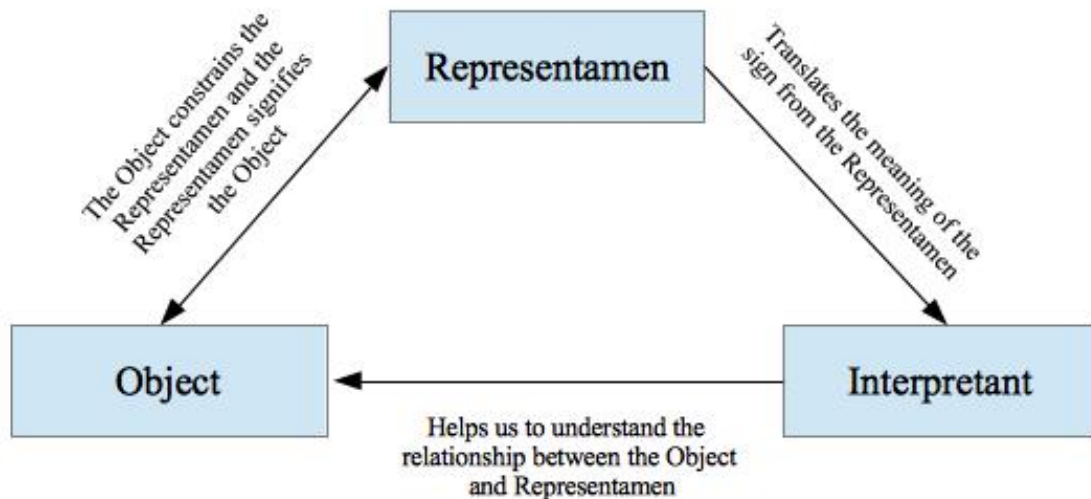 Representamen
The Object constrains the
Representamen and the
Representamen signifies
the Object
Translates the meaning of the
sign from the Representamen
Object
Interpretant
Helps us to understand the
relationship between the Object
and Representamen